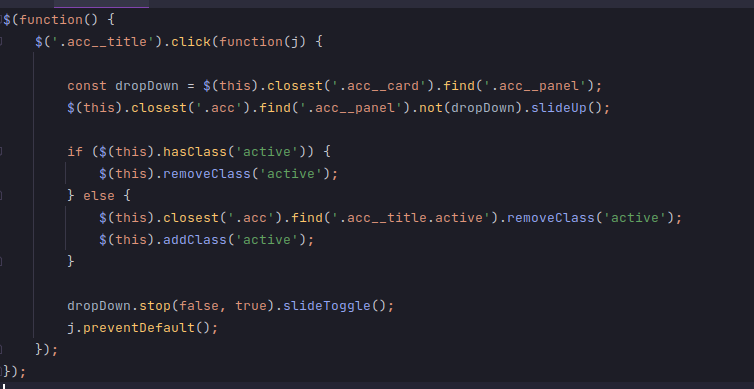 $(function() {
    $('.acc__title').click(function(j) {

        const dropDown = $(this).closest('.acc__card').find('.acc__panel');
        $(this).closest('.acc').find('.acc__panel').not(dropDown).slideUp();

        if ($(this).hasClass('active')) {
            $(this).removeClass('active');
        } else {
            $(this).closest('.acc').find('.acc__title.active').removeClass('active');
            $(this).addClass('active');
        }

        dropDown.stop(false, true).slideToggle();
        j.preventDefault();
    });
});